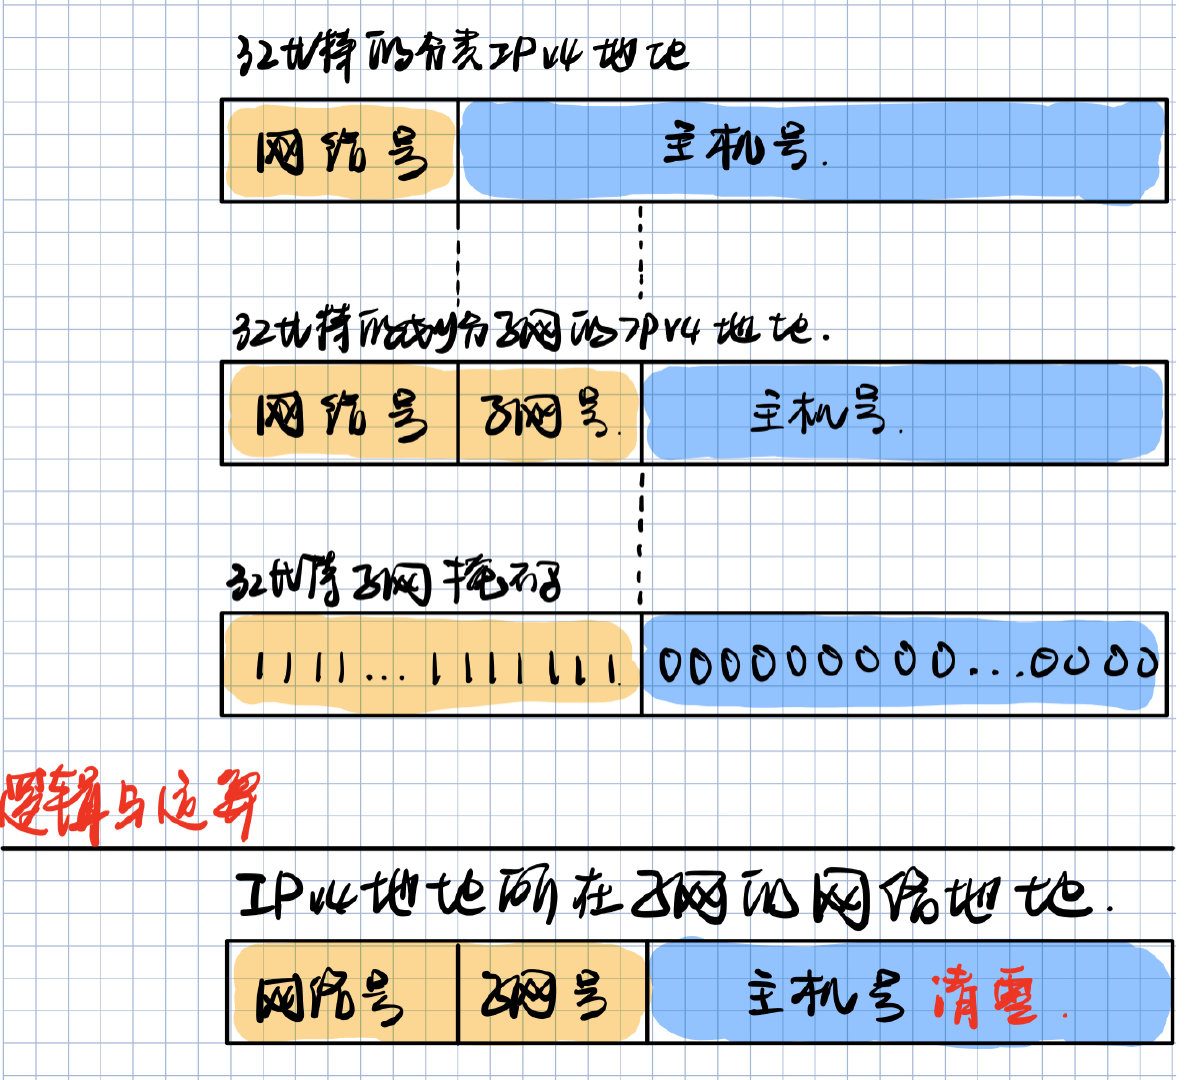 32比特的分类IPv4地址
网络号 主机号.
32比特的划分子网的IPv4地址.
网络号 子网号. 主机号.
32比特子网掩码
1111...1111111. 000000000...0000
逻辑与运算
IPv4地址所在子网的网络地址.
网络号 子网号 主机号 清零.